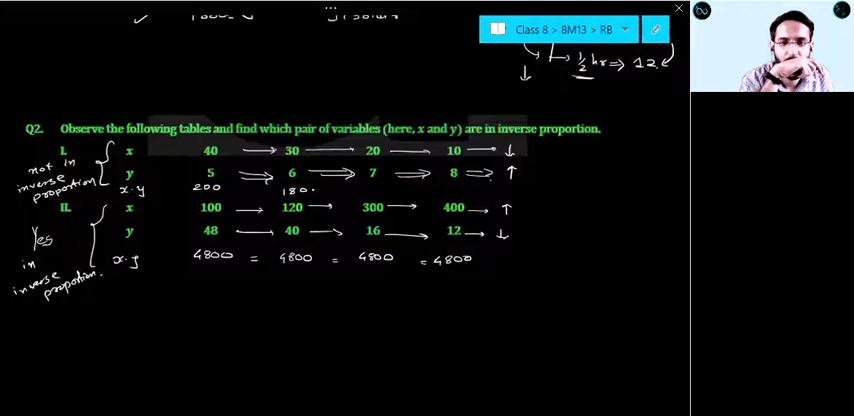 Class 8 > 8M13 > RB
1/2 hr ⇒ 12
Q2. Observe the following tables and find which pair of variables (here, x and y) are in inverse proportion.
I. x 40 → 30 → 20 → 10 → ↓
y 5 ⇒ 6 ⇒ 7 ⇒ 8 ⇒ ↑
not in inverse proportion
x.y 200 180.
II. x 100 → 120 → 300 → 400 → ↑
y 48 → 40 → 16 → 12 → ↓
x.y 4800 = 4800 = 4800 = 4800
Yes
in
inverse proportion.